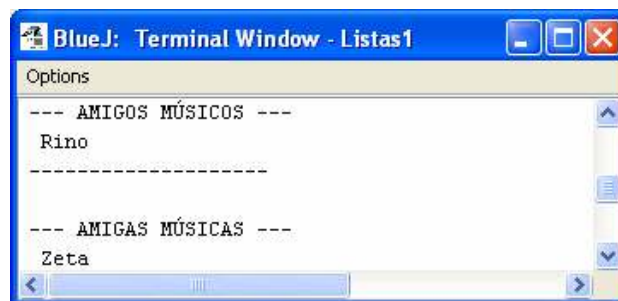 BlueJ: Terminal Window - Listas1
Options
--- AMIGOS MÚSICOS ---
Rino
--------------------
--- AMIGAS MÚSICAS ---
Zeta